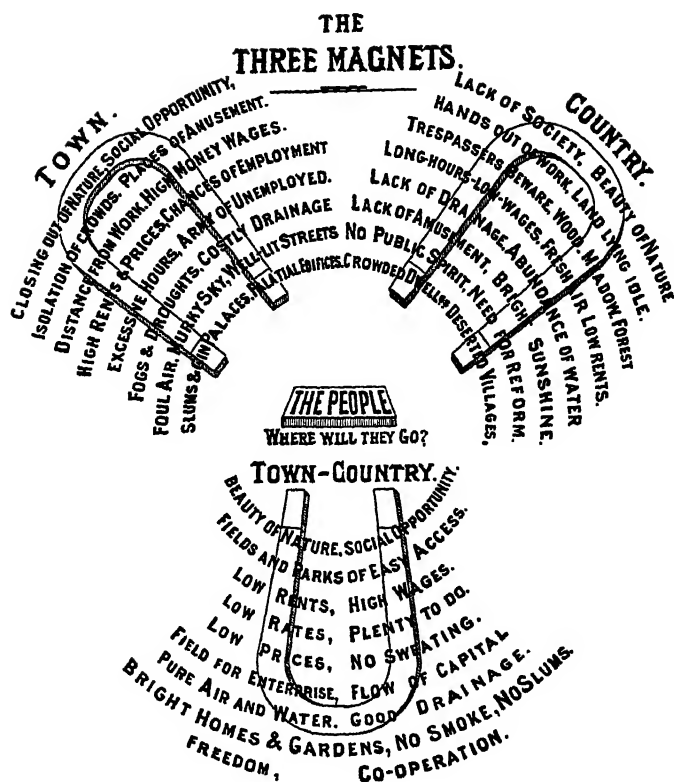 THE
THREE MAGNETS.
TOWN.
CLOSING OUT OF NATURE, SOCIAL OPPORTUNITY,
ISOLATION OF CROWDS. PLACES OF AMUSEMENT.
DISTANCE FROM WORK, HIGH MONEY WAGES.
HIGH RENTS & PRICES, CHANCES OF EMPLOYMENT
EXCESSIVE HOURS, ARMY OF UNEMPLOYED.
FOGS & DROUGHTS. COSTLY DRAINAGE
FOUL AIR. MURKY SKY, WELL-LIT STREETS
SLUMS & GIN PALACES, PALATIAL EDIFICES.
COUNTRY.
LACK OF SOCIETY. BEAUTY OF NATURE
HANDS OUT OF WORK, LAND LYING IDLE.
TRESPASSERS BEWARE, WOOD, MEADOW, FOREST
LONG-HOURS-LOW-WAGES, FRESH AIR LOW RENTS.
LACK OF DRAINAGE, ABUNDANCE OF WATER
LACK OF AMUSEMENT, BRIGHT SUNSHINE.
NO PUBLIC SPIRIT, NEED FOR REFORM.
CROWDED DWELLGS DESERTED VILLAGES,
THE PEOPLE
WHERE WILL THEY GO?
TOWN-COUNTRY.
BEAUTY OF NATURE, SOCIAL OPPORTUNITY.
FIELDS AND PARKS OF EASY ACCESS.
LOW RENTS, HIGH WAGES.
LOW RATES, PLENTY TO DO.
LOW PRICES, NO SWEATING.
FIELD FOR ENTERPRISE, FLOW OF CAPITAL
PURE AIR AND WATER. GOOD DRAINAGE.
BRIGHT HOMES & GARDENS, NO SMOKE, NO SLUMS.
FREEDOM, CO-OPERATION.